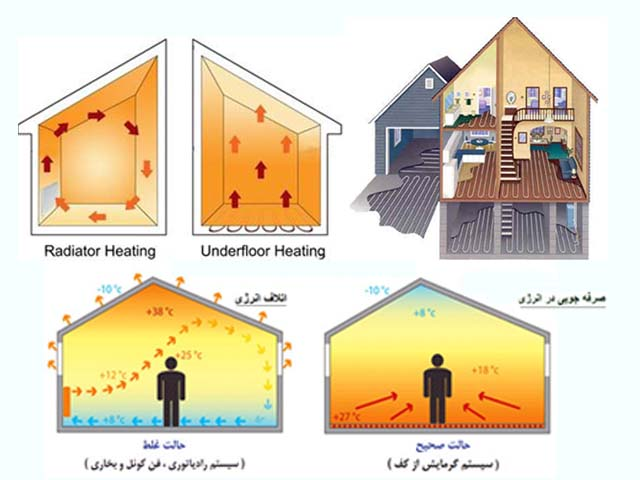 Radiator Heating
Underfloor Heating
-10 °c
اتلاف انرژی
+38 °c
+25 °c
+12 °c
+8 °c
حالت غلط
( سیستم رادیاتوری ، فن کوئل و بخاری )
-10 °c
صرفه جویی در انرژی
+8 °c
+18 °c
+27 °c
حالت صحیح
( سیستم گرمایش از کف )